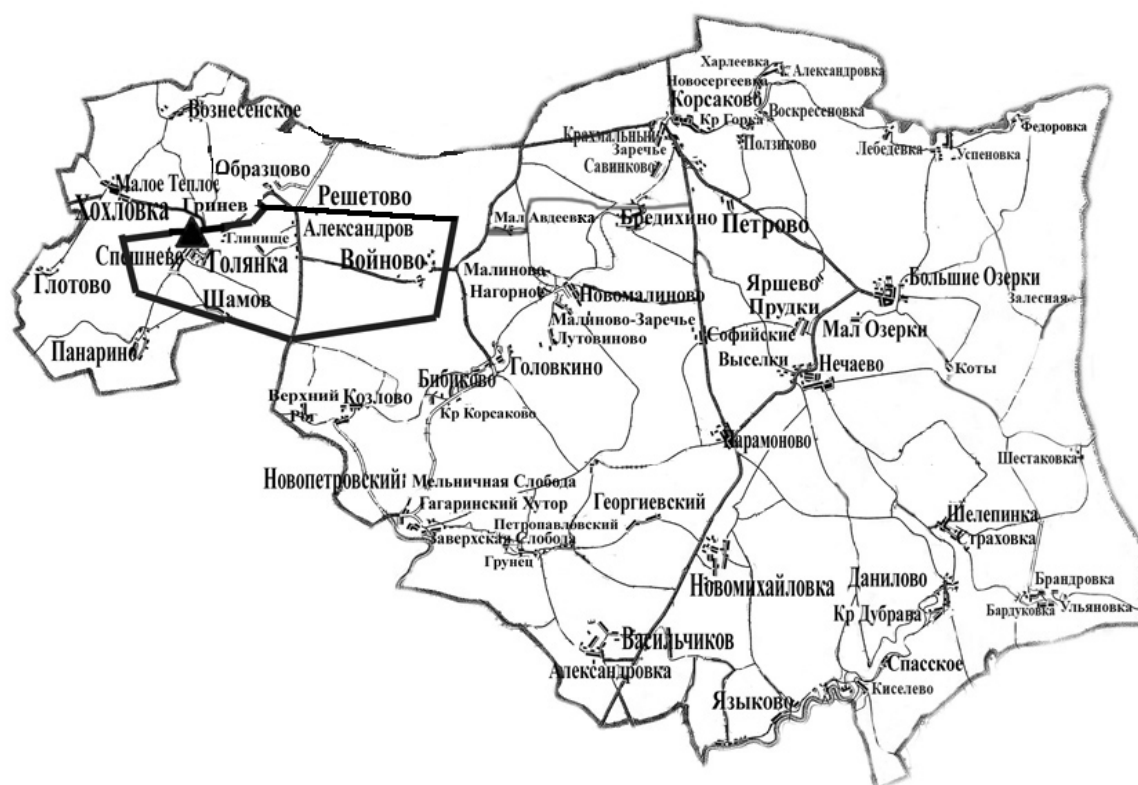 Харлеевка
Александровка
Новосергеевка
Корсаково
Воскресеновка
Вознесенское
Кр Горка
Крахмальный
Федоровка
Заречье
Ползиково
Лебедевка
Успеновка
Савинково
Образцово
Малое Теплое
Решетово
Хохловка
Гринев
Мал Авдеевка
Бредихино
Петрово
Александров
Глинище
Спешнево
Голянка
Войново
Малиново
Глотово
Нагорное
Новомалиново
Яршево
Большие Озерки
Шамов
Залесная
Прудки
Малиново-Заречье
Мал Озерки
Лутовиново
Софийские
Панарино
Выселки
Нечаево
Головкино
Коты
Бибиково
Верхний
Рог
Козлово
Кр Корсаково
Парамоново
Шестаковка
Новопетровский
Мельничная Слобода
Гагаринский Хутор
Георгиевский
Шелепинка
Петропавловский
Заверхская Слобода
Страховка
Грунец
Новомихайловка
Данилово
Брандровка
Бардуковка
Ульяновка
Кр Дубрава
Васильчиков
Александровка
Спасское
Киселево
Языково